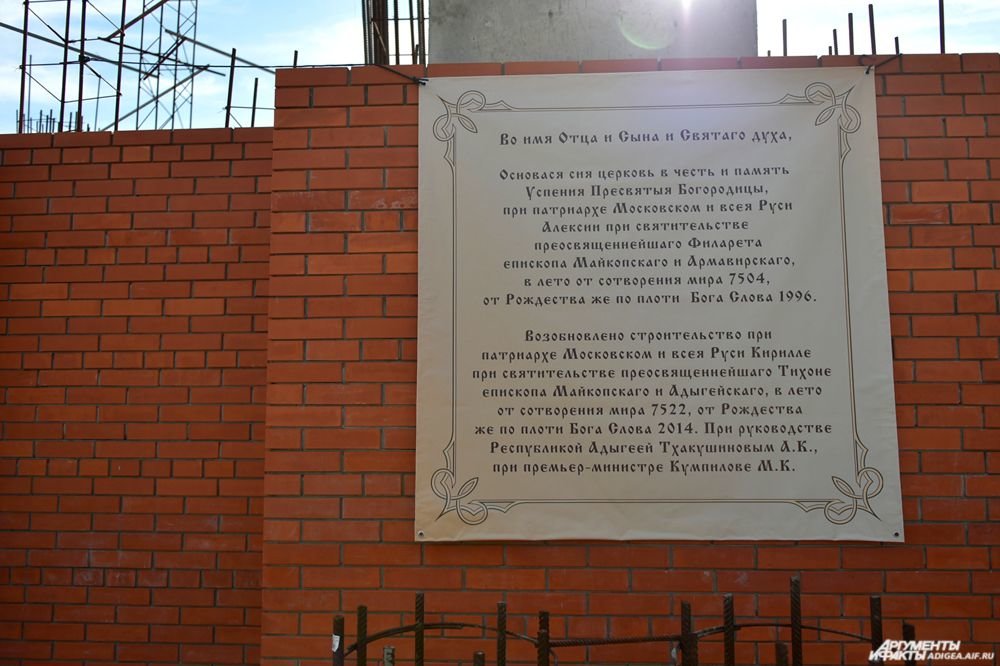 Во имя Отца и Сына и Святаго духа,
Основася сия церковь в честь и память
Успения Пресвятыя Богородицы,
при патриархе Московском и всея Руси
Алексии при святительстве
преосвященнейшаго Филарета
епископа Майкопскаго и Армавирскаго,
в лето от сотворения мира 7504,
от Рождества же по плоти Бога Слова 1996.
Возобновлено строительство при
патриархе Московском и всея Руси Кирилле
при святительстве преосвященнейшаго Тихоне
епископа Майкопскаго и Адыгейскаго, в лето
от сотворения мира 7522, от Рождества
же по плоти Бога Слова 2014. При руководстве
Республикой Адыгеей Тхакушиновым А.К.,
при премьер-министре Кумпилове М.К.
АРГУМЕНТЫ
И ФАКТЫ ADIGEA.AIF.RU